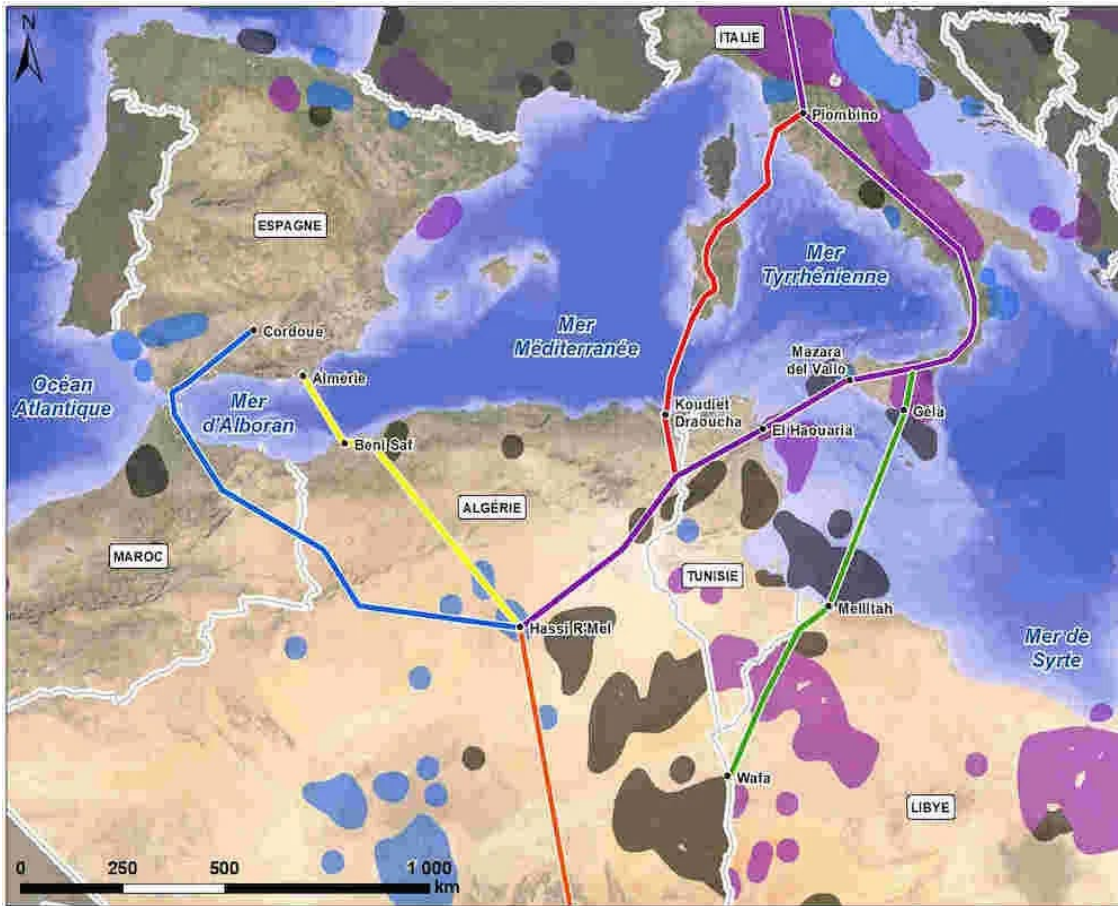 N
ITALIE
Piombino
ESPAGNE
Mer
Tyrrhénienne
Mer
Méditerranée
Cordoue
Mazara
del Vallo
Océan
Atlantique
Almérie
Mer
d'Alboran
Koudiet
Draoucha
Gela
El Haouaria
Beni Saf
ALGÉRIE
MAROC
TUNISIE
Mellitah
Hassi R'Mel
Mer de
Syrte
Wafa
LIBYE
0 250 500 1 000
km